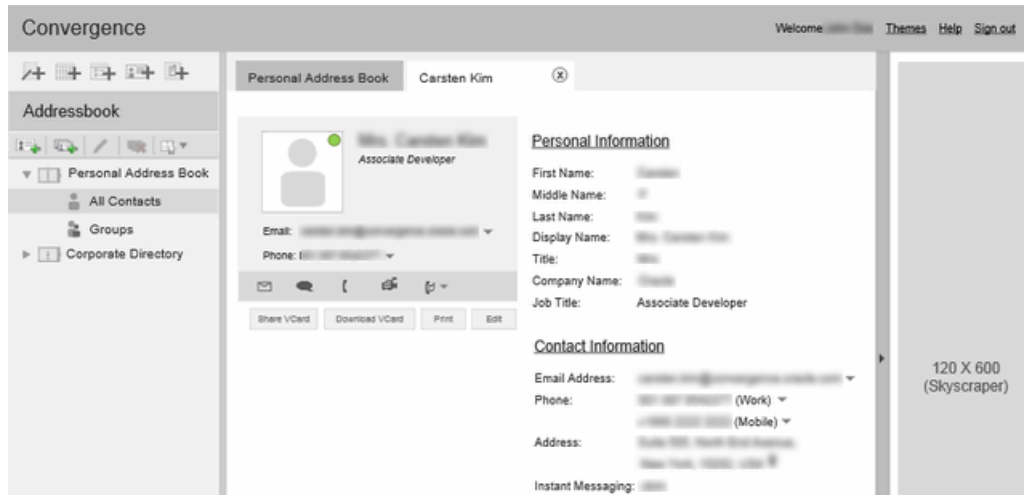 Convergence
Welcome
Themes Help Sign out
Addressbook
Personal Address Book
All Contacts
Groups
Corporate Directory
Personal Address Book
Carsten Kim
Associate Developer
Email:
Phone:
Share VCard Download VCard Print Edit
Personal Information
First Name:
Middle Name:
Last Name:
Display Name:
Title:
Company Name:
Job Title: Associate Developer
Contact Information
Email Address:
Phone: (Work)
(Mobile)
Address:
Instant Messaging:
120 X 600
(Skyscraper)